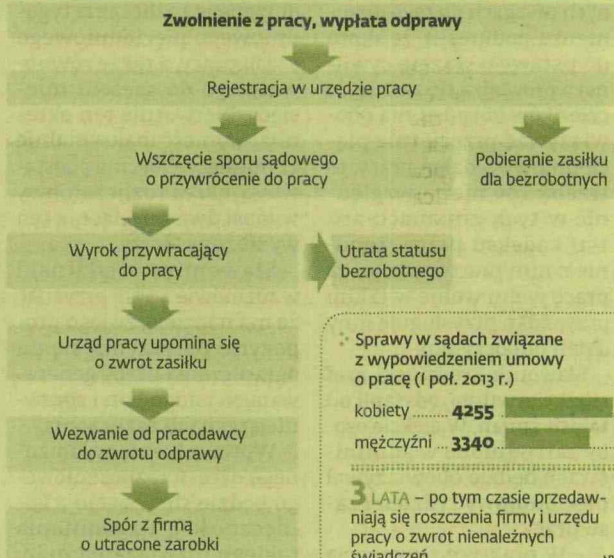 Zwolnienie z pracy, wypłata odprawy
Rejestracja w urzędzie pracy
Wszczęcie sporu sądowego
o przywrócenie do pracy
Pobieranie zasiłku
dla bezrobotnych
Wyrok przywracający
do pracy
Utrata statusu
bezrobotnego
Urząd pracy upomina się
o zwrot zasiłku
Wezwanie od pracodawcy
do zwrotu odprawy
Spór z firmą
o utracone zarobki
Sprawy w sądach związane
z wypowiedzeniem umowy
o pracę (I poł. 2013 r.)
kobiety ........ 4255
mężczyźni ... 3340
3 LATA – po tym czasie przedaw-
niają się roszczenia firmy i urzędu
pracy o zwrot nienależnych
świadczeń